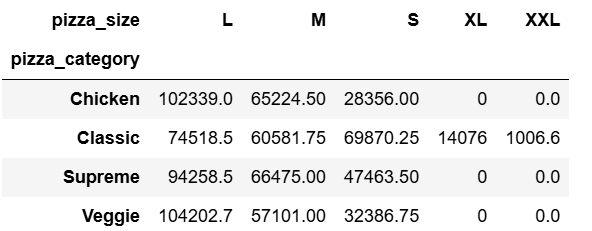 pizza_size L M S XL XXL
pizza_category
Chicken 102339.0 65224.50 28356.00 0 0.0
Classic 74518.5 60581.75 69870.25 14076 1006.6
Supreme 94258.5 66475.00 47463.50 0 0.0
Veggie 104202.7 57101.00 32386.75 0 0.0